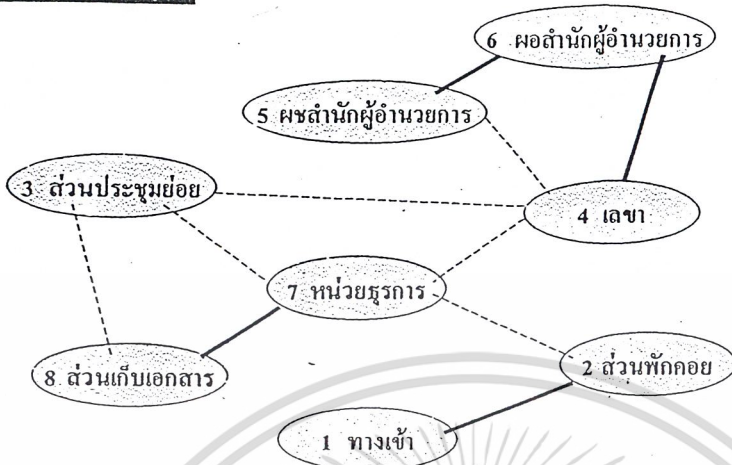 6 ผอสำนักผู้อำนวยการ
5 ผชสำนักผู้อำนวยการ
3 ส่วนประชุมย่อย
4 เลขา
7 หน่วยธุรการ
8 ส่วนเก็บเอกสาร
2 ส่วนพักคอย
1 ทางเข้า